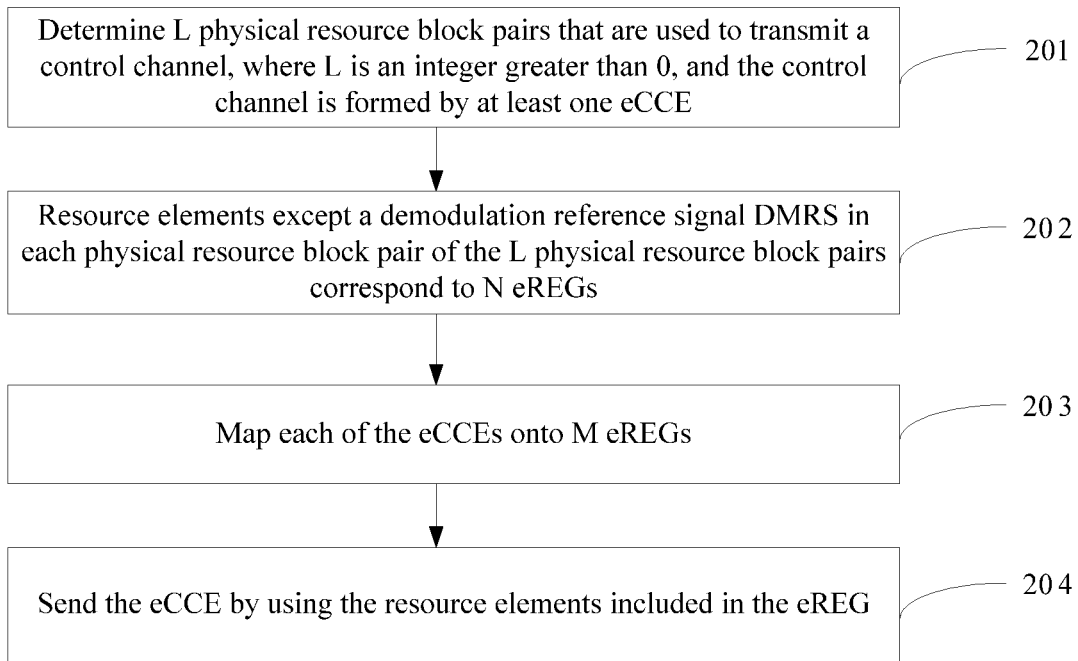 Determine L physical resource block pairs that are used to transmit a
control channel, where L is an integer greater than 0, and the control
channel is formed by at least one eCCE
201
Resource elements except a demodulation reference signal DMRS in
each physical resource block pair of the L physical resource block pairs
correspond to N eREGs
202
Map each of the eCCEs onto M eREGs
203
Send the eCCE by using the resource elements included in the eREG
204